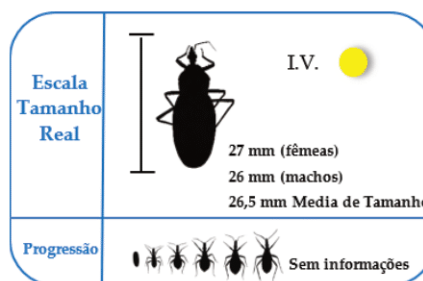 Escala
Tamanho
Real
I.V.
27 mm (fêmeas)
26 mm (machos)
26,5 mm Media de Tamanho
Progressão
Sem informações